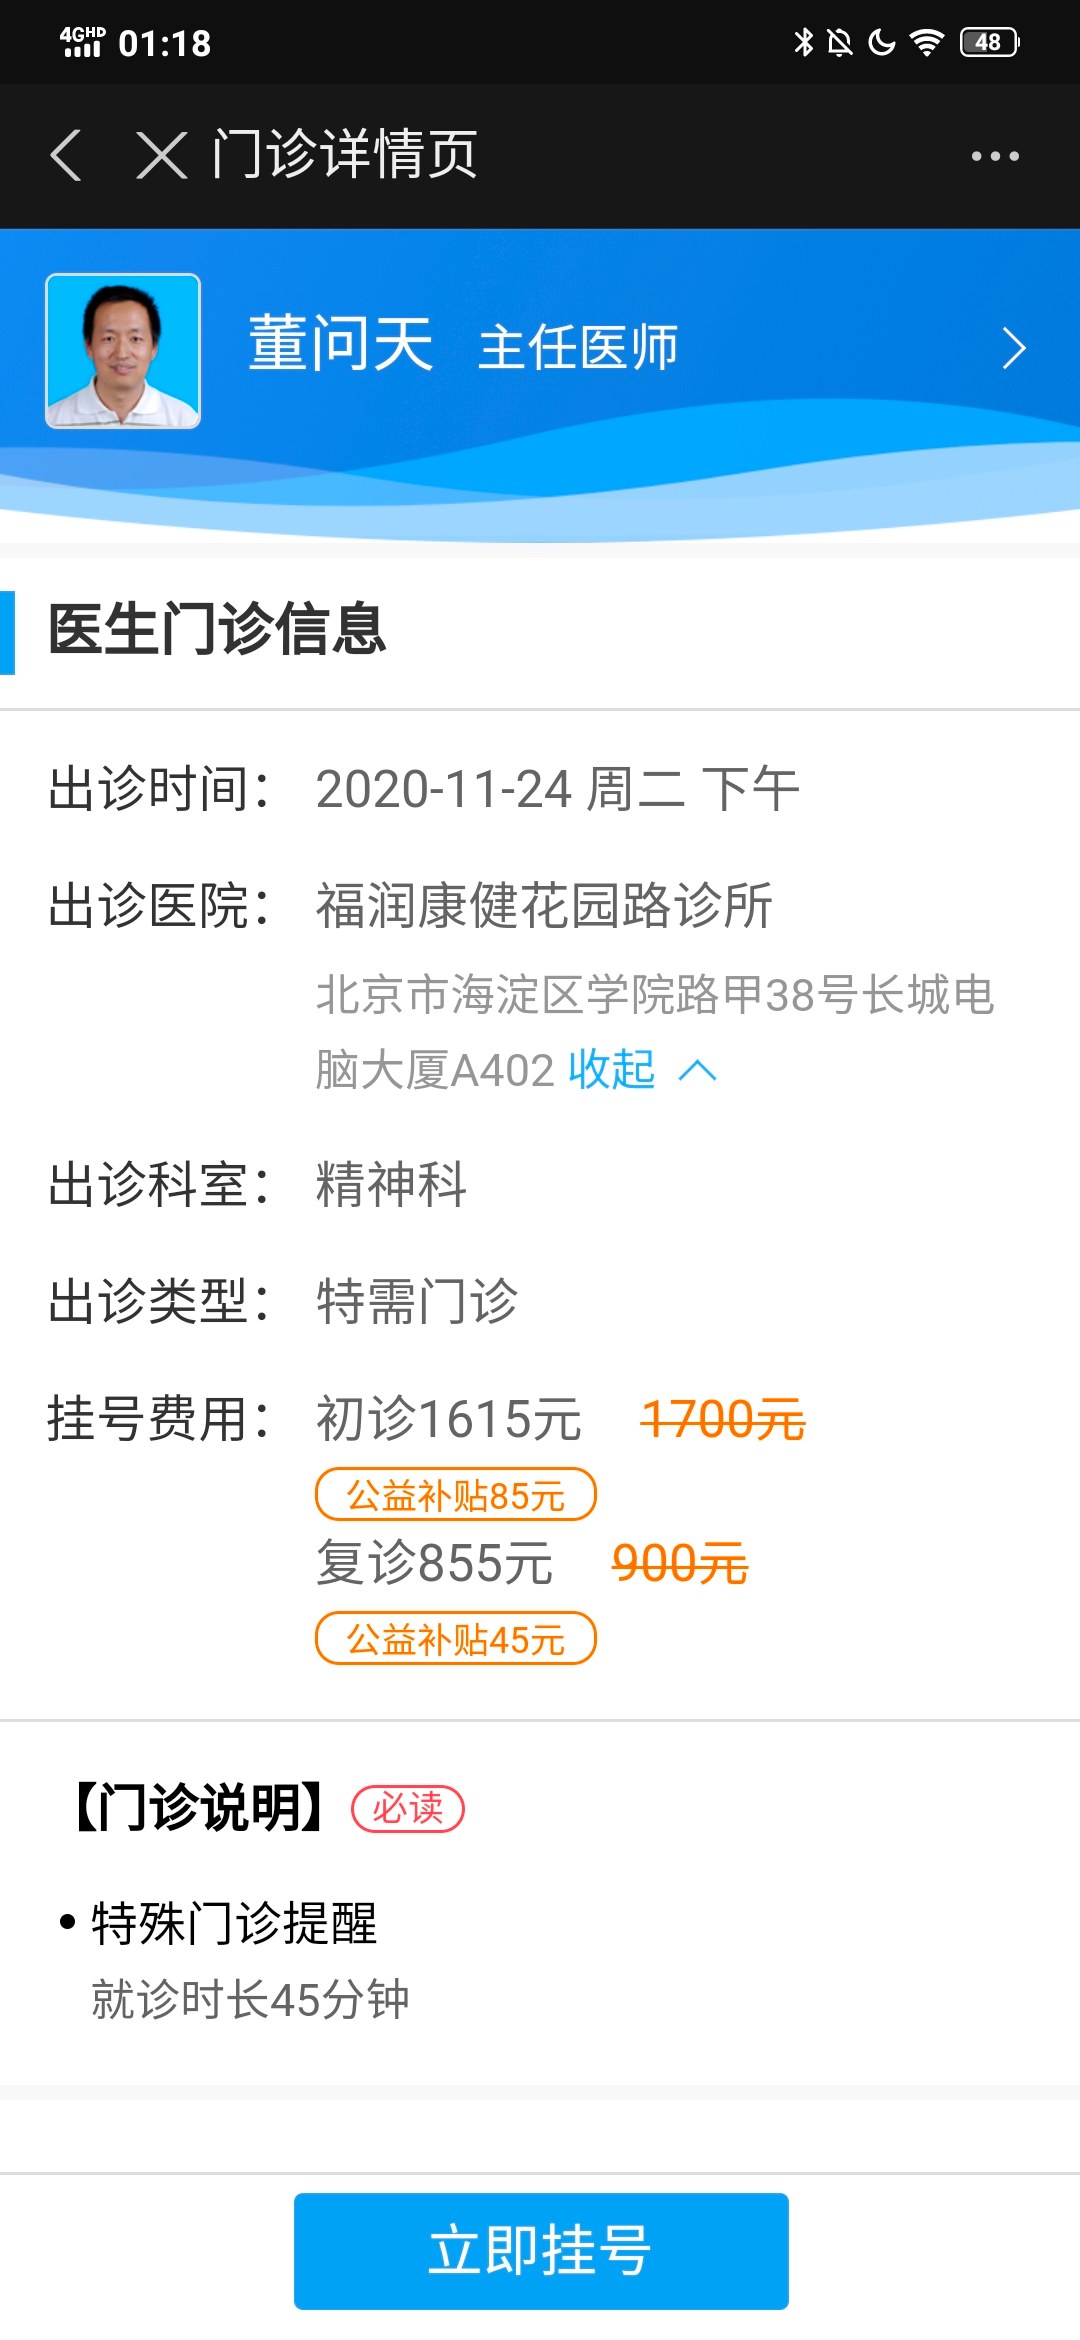 4GHD 01:18 48
门诊详情页
董问天 主任医师
医生门诊信息
出诊时间： 2020-11-24 周二 下午
出诊医院： 福润康健花园路诊所
北京市海淀区学院路甲38号长城电
脑大厦A402 收起
出诊科室： 精神科
出诊类型： 特需门诊
挂号费用： 初诊1615元 1700元
公益补贴85元
复诊855元 900元
公益补贴45元
【门诊说明】 必读
• 特殊门诊提醒
就诊时长45分钟
立即挂号